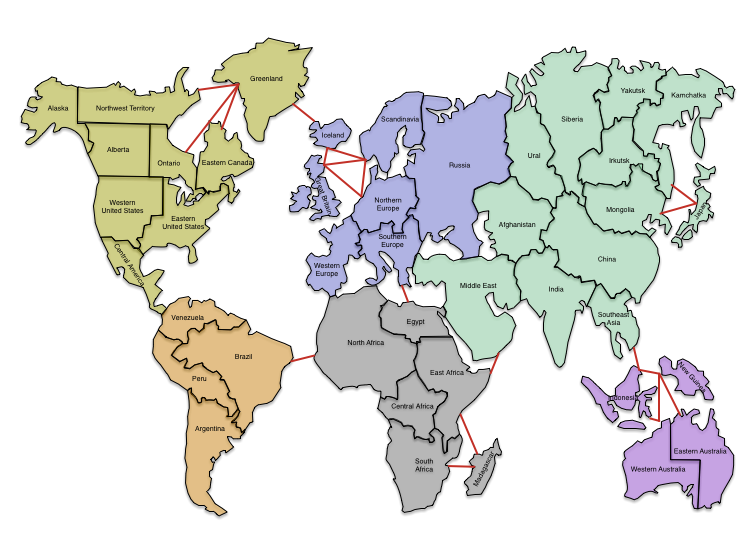 Greenland
Alaska
Northwest Territory
Alberta
Ontario
Eastern Canada
Western
United States
Eastern
United States
Central America
Venezuela
Brazil
Peru
Argentina
Iceland
Scandinavia
Great Britain
Russia
Northern
Europe
Southern
Europe
Western
Europe
North Africa
Egypt
East Africa
Central Africa
South
Africa
Madagascar
Siberia
Yakutsk
Kamchatka
Ural
Irkutsk
Mongolia
Japan
Afghanistan
China
Middle East
India
Southeast
Asia
Indonesia
New Guinea
Eastern Australia
Western Australia